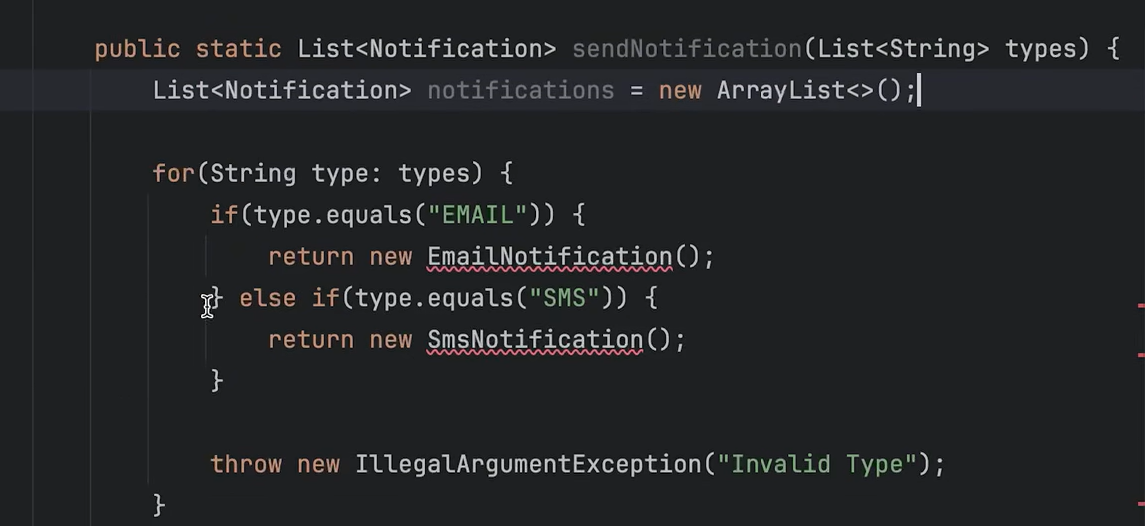 public static List<Notification> sendNotification(List<String> types) {
List<Notification> notifications = new ArrayList<>();
for(String type: types) {
if(type.equals("EMAIL")) {
return new EmailNotification();
} else if(type.equals("SMS")) {
return new SmsNotification();
}
throw new IllegalArgumentException("Invalid Type");
}